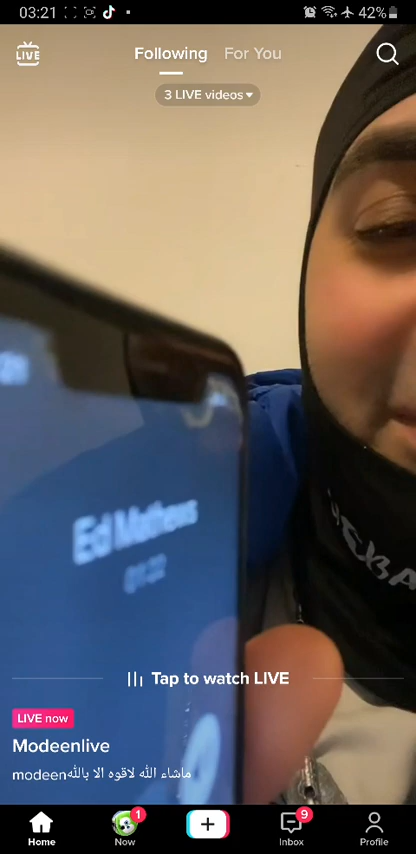 03:21 42%
LIVE Following For You
3 LIVE videos
Ed Mathews
01:32
Tap to watch LIVE
LIVE now
Modeenlive
modeenماشاء الله لاقوه الا بالله
1 9
Home Now Inbox Profile